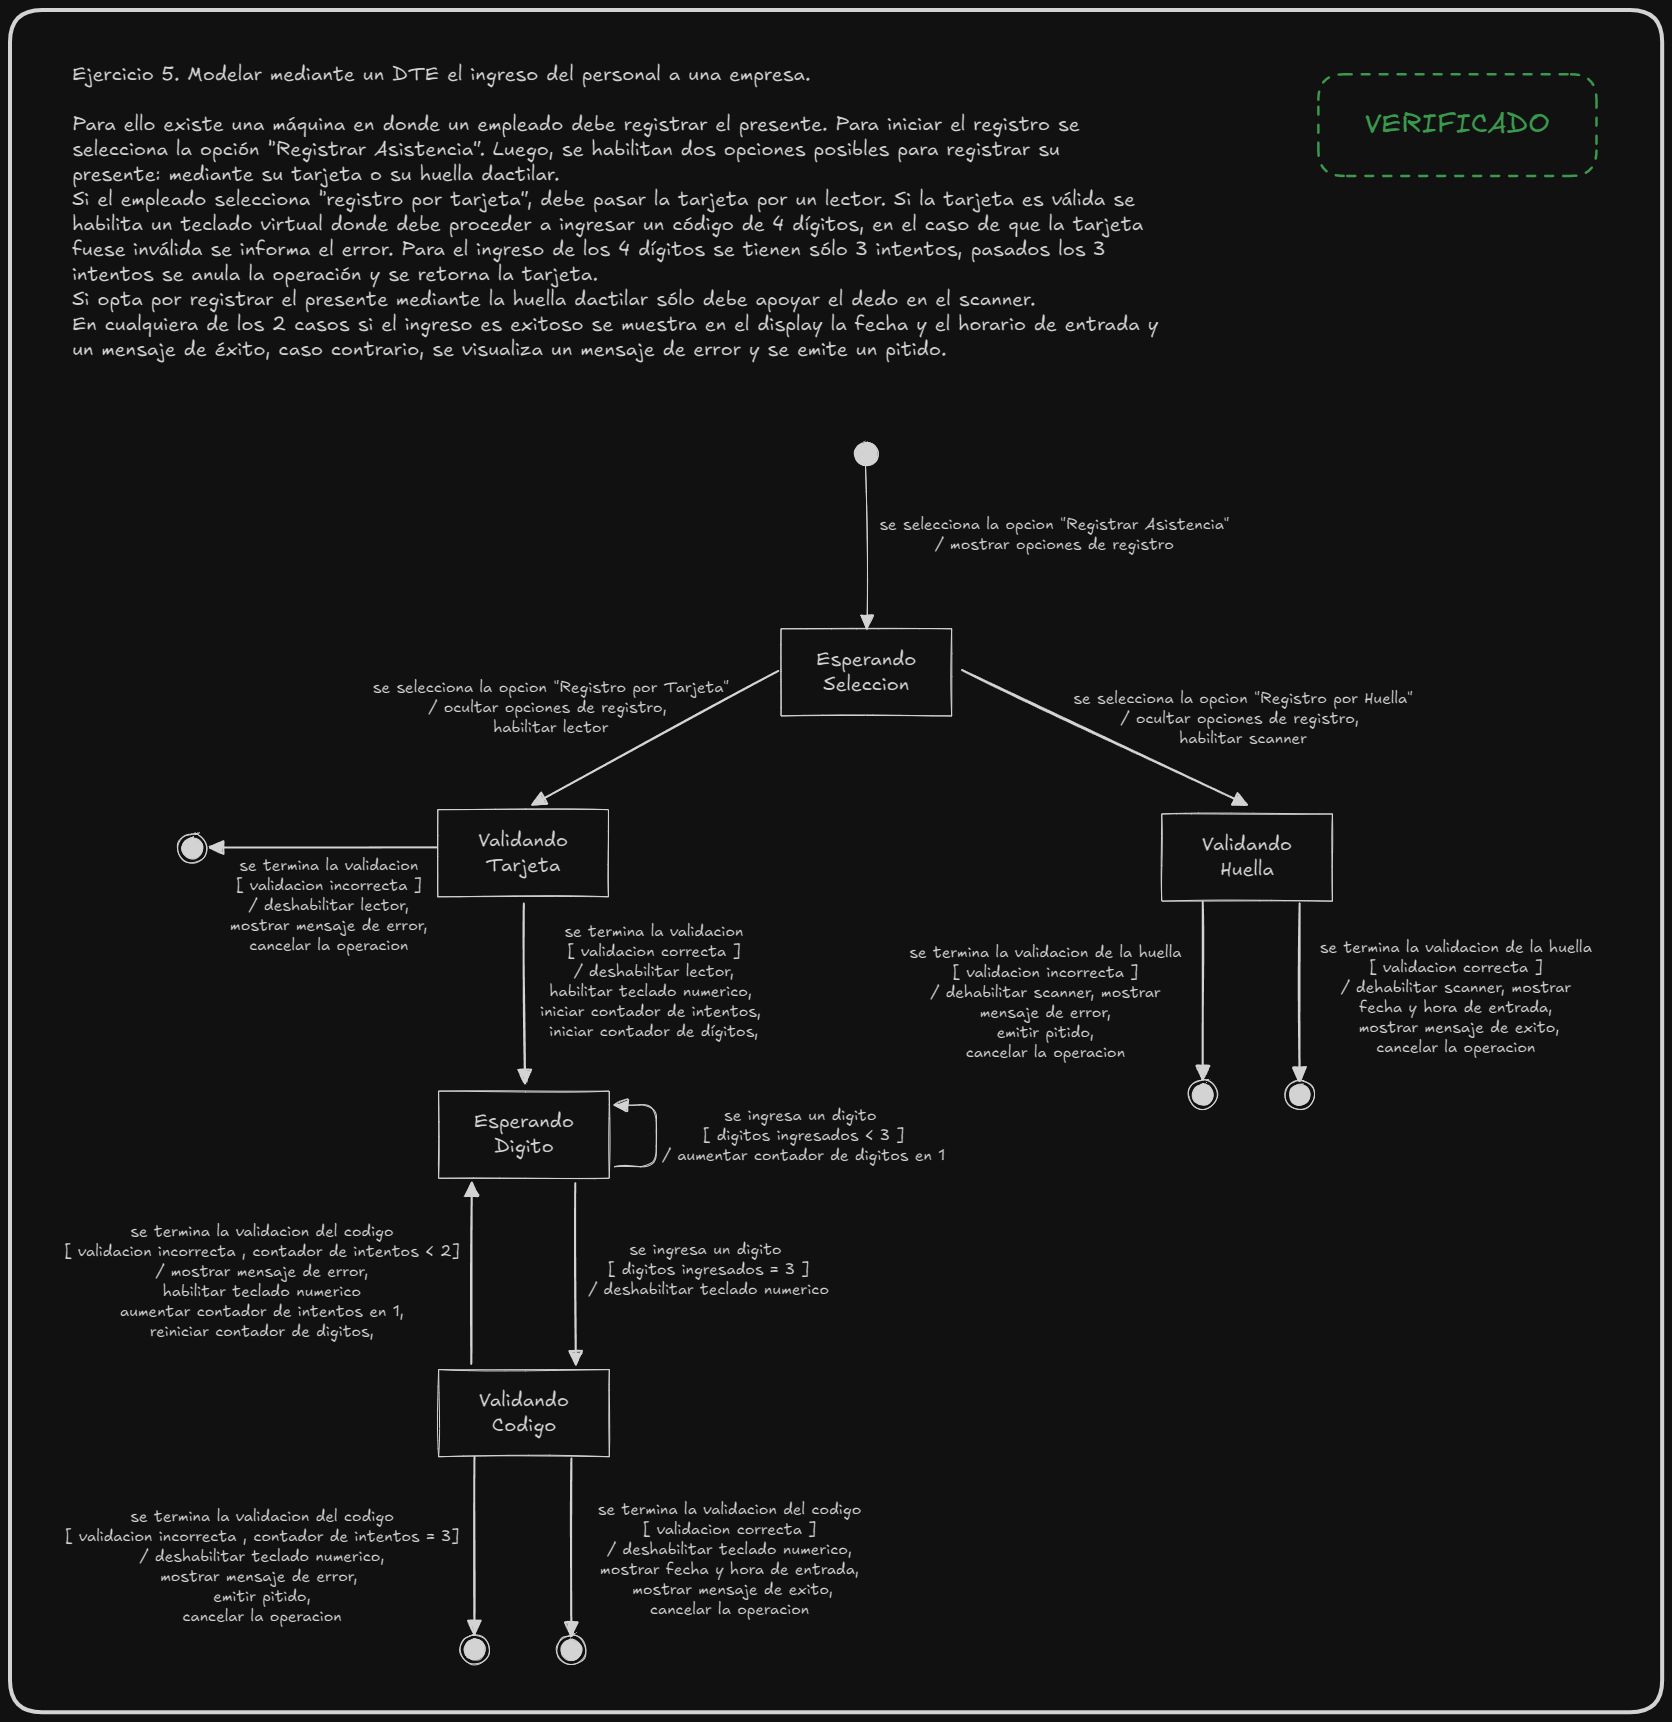 Ejercicio 5. Modelar mediante un DTE el ingreso del personal a una empresa.
VERIFICADO
Para ello existe una máquina en donde un empleado debe registrar el presente. Para iniciar el registro se
selecciona la opción "Registrar Asistencia". Luego, se habilitan dos opciones posibles para registrar su
presente: mediante su tarjeta o su huella dactilar.
Si el empleado selecciona "registro por tarjeta", debe pasar la tarjeta por un lector. Si la tarjeta es válida se
habilita un teclado virtual donde debe proceder a ingresar un código de 4 dígitos, en el caso de que la tarjeta
fuese inválida se informa el error. Para el ingreso de los 4 dígitos se tienen sólo 3 intentos, pasados los 3
intentos se anula la operación y se retorna la tarjeta.
Si opta por registrar el presente mediante la huella dactilar sólo debe apoyar el dedo en el scanner.
En cualquiera de los 2 casos si el ingreso es exitoso se muestra en el display la fecha y el horario de entrada y
un mensaje de éxito, caso contrario, se visualiza un mensaje de error y se emite un pitido.
se selecciona la opcion "Registrar Asistencia"
/ mostrar opciones de registro
Esperando
Seleccion
se selecciona la opcion "Registro por Tarjeta"
/ ocultar opciones de registro,
habilitar lector
se selecciona la opcion "Registro por Huella"
/ ocultar opciones de registro,
habilitar scanner
Validando
Tarjeta
Validando
Huella
se termina la validacion
[ validacion incorrecta ]
/ deshabilitar lector,
mostrar mensaje de error,
cancelar la operacion
se termina la validacion
[ validacion correcta ]
/ deshabilitar lector,
habilitar teclado numerico,
iniciar contador de intentos,
iniciar contador de dígitos,
se termina la validacion de la huella
[ validacion incorrecta ]
/ dehabilitar scanner, mostrar
mensaje de error,
emitir pitido,
cancelar la operacion
se termina la validacion de la huella
[ validacion correcta ]
/ dehabilitar scanner, mostrar
fecha y hora de entrada,
mostrar mensaje de exito,
cancelar la operacion
Esperando
Digito
se ingresa un digito
[ digitos ingresados < 3 ]
/ aumentar contador de digitos en 1
se termina la validacion del codigo
[ validacion incorrecta , contador de intentos < 2]
/ mostrar mensaje de error,
habilitar teclado numerico
aumentar contador de intentos en 1,
reiniciar contador de digitos,
se ingresa un digito
[ digitos ingresados = 3 ]
/ deshabilitar teclado numerico
Validando
Codigo
se termina la validacion del codigo
[ validacion incorrecta , contador de intentos = 3]
/ deshabilitar teclado numerico,
mostrar mensaje de error,
emitir pitido,
cancelar la operacion
se termina la validacion del codigo
[ validacion correcta ]
/ deshabilitar teclado numerico,
mostrar fecha y hora de entrada,
mostrar mensaje de exito,
cancelar la operacion